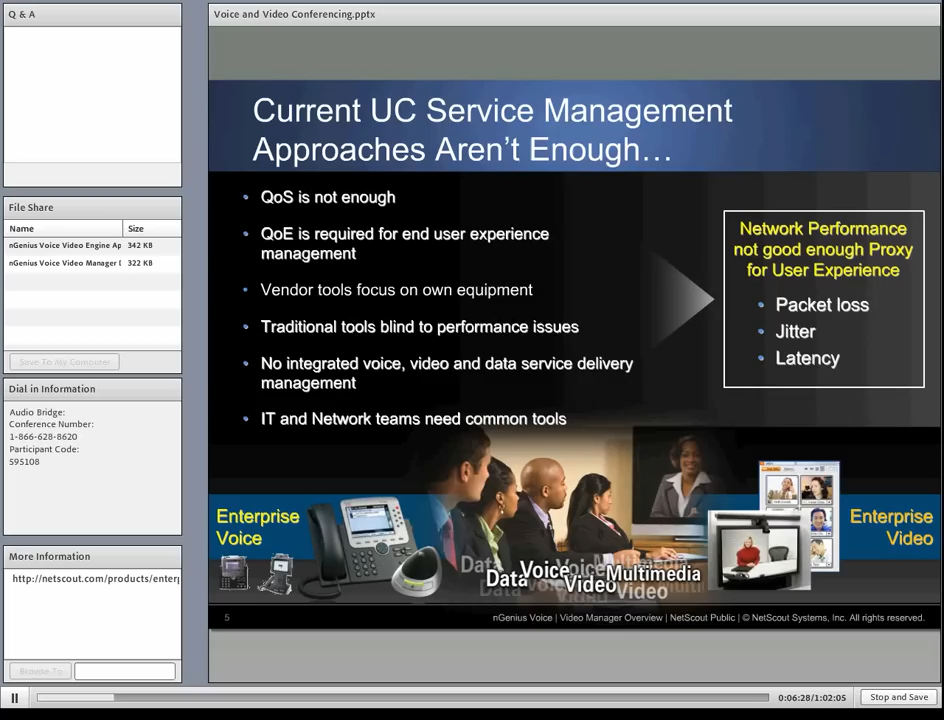 Q & A
File Share
Name Size
nGenius Voice Video Engine Ap 342 KB
nGenius Voice Video Manager 322 KB
Save To My Computer
Dial in Information
Audio Bridge:
Conference Number:
1-866-628-8620
Participant Code:
595108
More Information
http://netscout.com/products/enter
Browse To
Voice and Video Conferencing.pptx
Current UC Service Management
Approaches Aren't Enough…
• QoS is not enough
• QoE is required for end user experience
management
• Vendor tools focus on own equipment
• Traditional tools blind to performance issues
• No integrated voice, video and data service delivery
management
• IT and Network teams need common tools
Network Performance
not good enough Proxy
for User Experience
• Packet loss
• Jitter
• Latency
Enterprise
Voice
Data Voice Video Multimedia
Video
Enterprise
Video
5
nGenius Voice | Video Manager Overview | NetScout Public | © NetScout Systems, Inc. All rights reserved.
0:06:28/1:02:05
Stop and Save